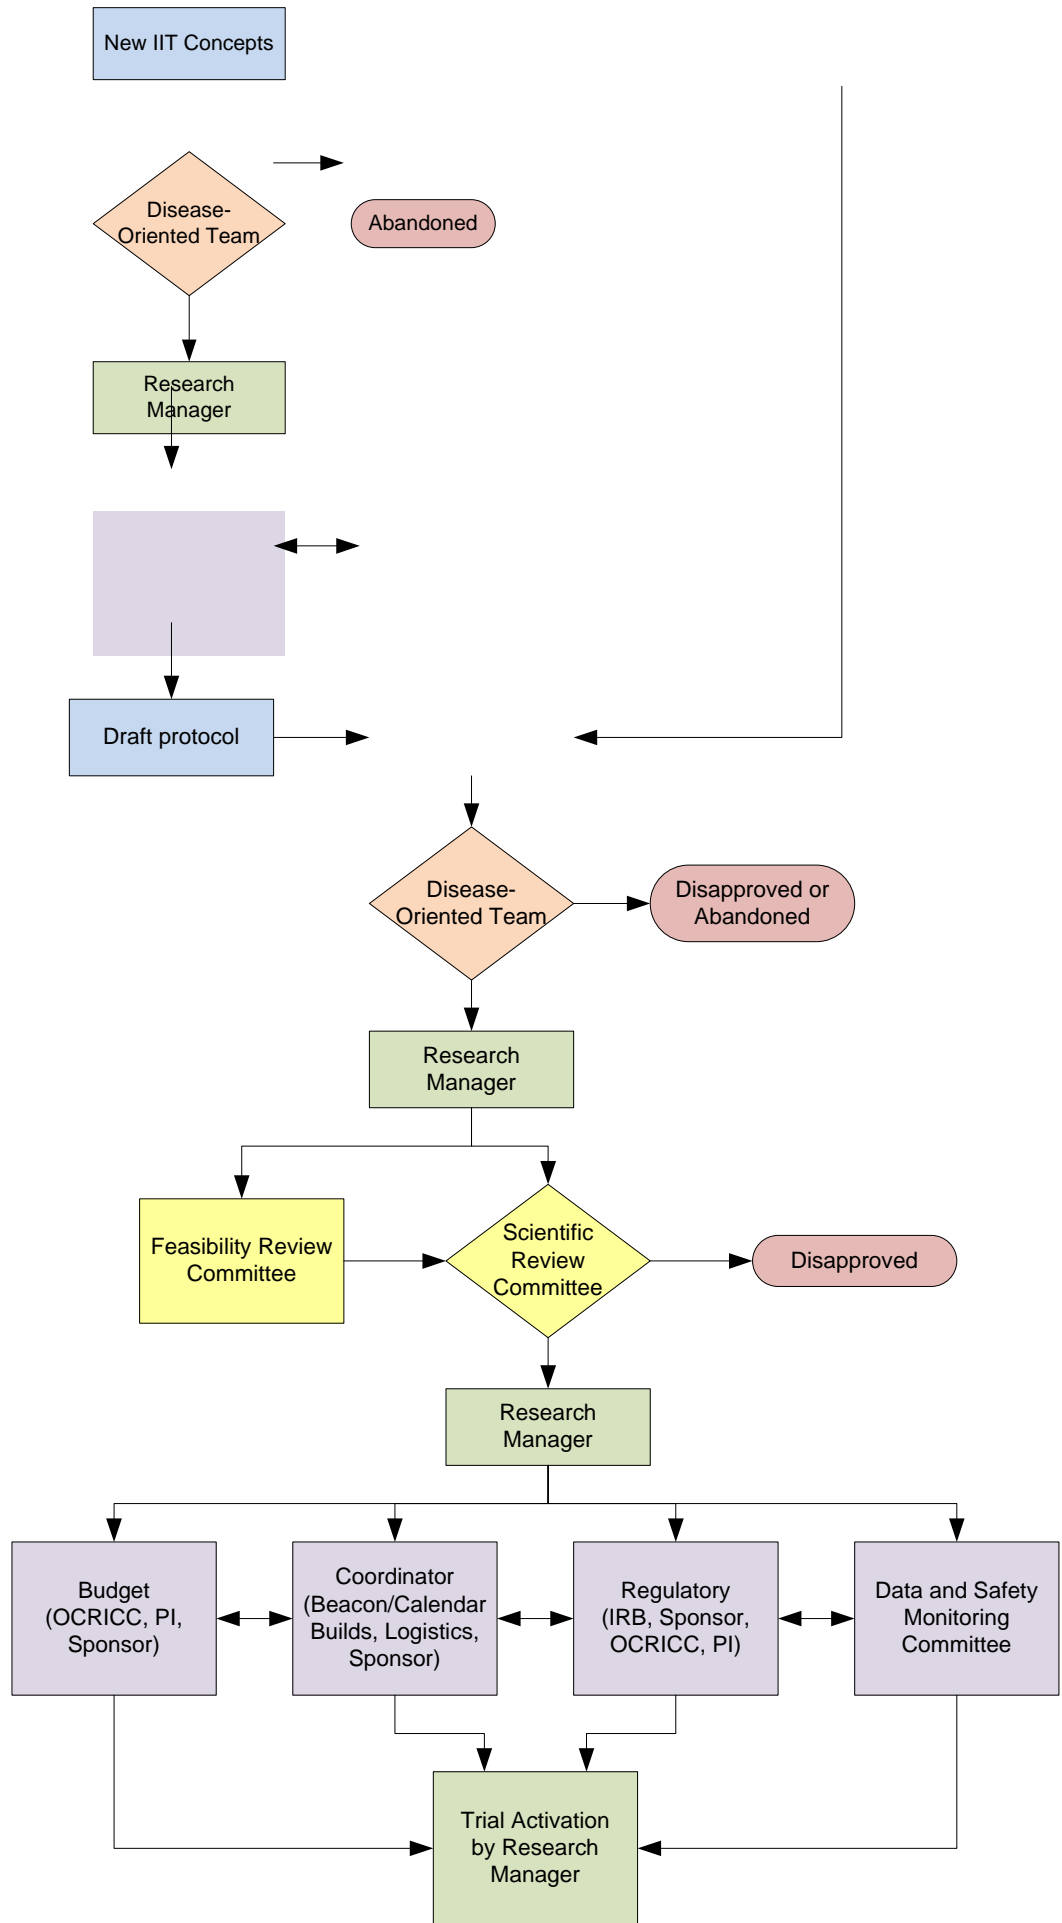 New IIT Concepts
Disease-
Oriented Team
Abandoned
Research
Manager
Draft protocol
Disease-
Oriented Team
Disapproved or
Abandoned
Research
Manager
Feasibility Review
Committee
Scientific
Review
Committee
Disapproved
Research
Manager
Budget
(OCRICC, PI,
Sponsor)
Coordinator
(Beacon/Calendar
Builds, Logistics,
Sponsor)
Regulatory
(IRB, Sponsor,
OCRICC, PI)
Data and Safety
Monitoring
Committee
Trial Activation
by Research
Manager